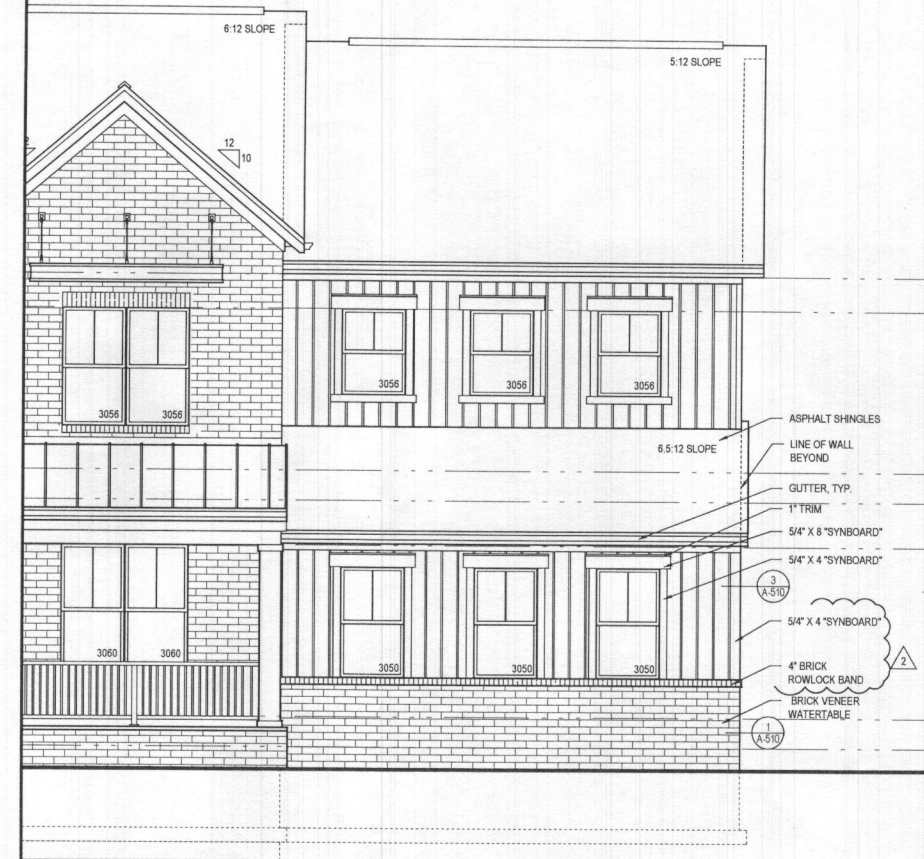 6:12 SLOPE
5:12 SLOPE
12
10
3056
3056
3056
3056
3056
6.5:12 SLOPE
ASPHALT SHINGLES
LINE OF WALL
BEYOND
GUTTER, TYP.
1" TRIM
5/4" X 8 "SYNBOARD"
5/4" X 4 "SYNBOARD"
3
A-510
5/4" X 4 "SYNBOARD"
2
3060
3060
3050
3050
3050
4" BRICK
ROWLOCK BAND
BRICK VENEER
WATERTABLE
1
A-510